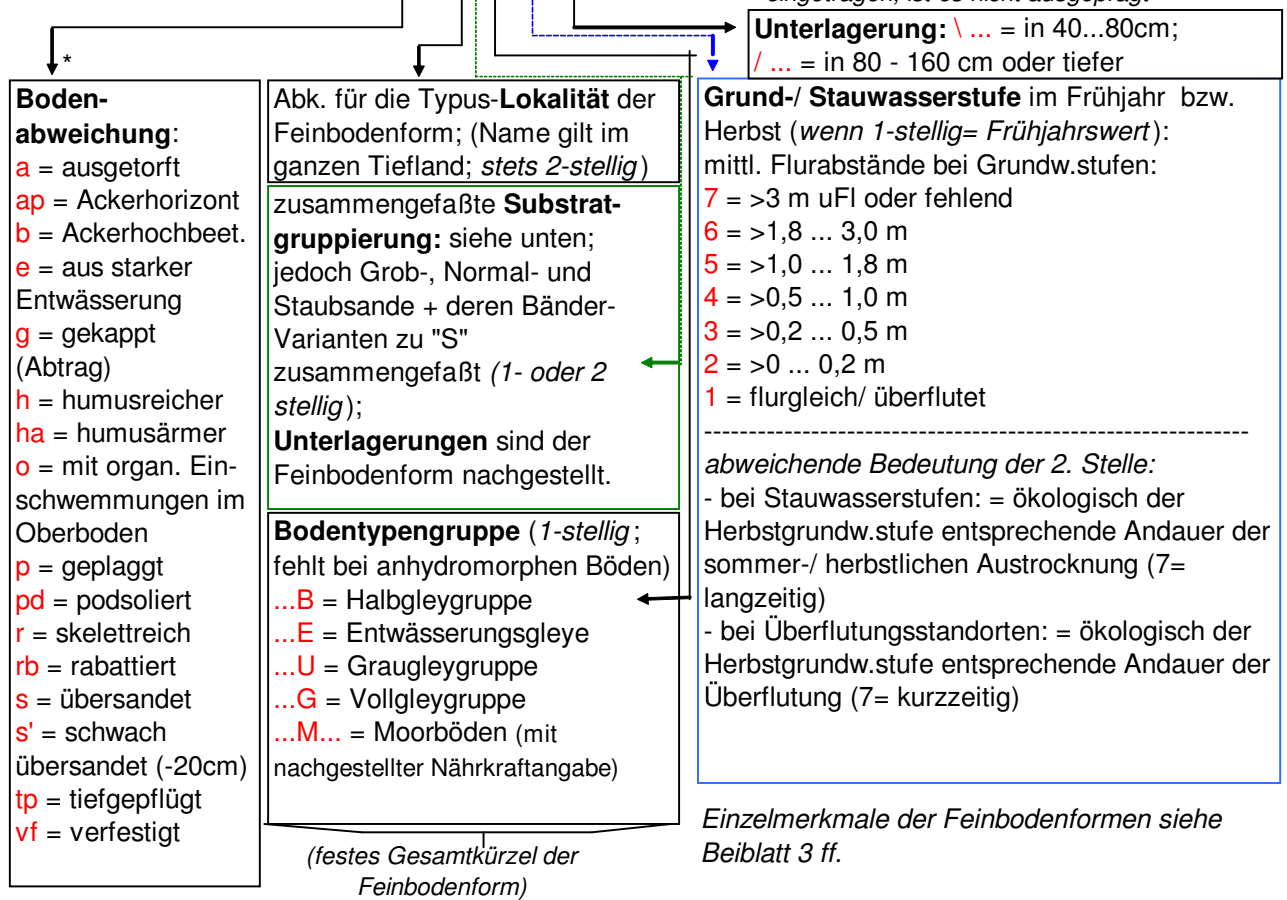 eingetragen, ist es nicht ausgeprägt
Unterlagerung: \ ... = in 40...80cm;
/ ... = in 80 - 160 cm oder tiefer
*
Boden-
abweichung:
a = ausgetorft
ap = Ackerhorizont
b = Ackerhochbeet.
e = aus starker
Entwässerung
g = gekappt
(Abtrag)
h = humusreicher
ha = humusärmer
o = mit organ. Ein-
schwemmungen im
Oberboden
p = geplaggt
pd = podsoliert
r = skelettreich
rb = rabattiert
s = übersandet
s' = schwach
übersandet (-20cm)
tp = tiefgepflügt
vf = verfestigt
Abk. für die Typus-Lokalität der
Feinbodenform; (Name gilt im
ganzen Tiefland; stets 2-stellig)
zusammengefaßte Substrat-
gruppierung: siehe unten;
jedoch Grob-, Normal- und
Staubsande + deren Bänder-
Varianten zu "S"
zusammengefaßt (1- oder 2
stellig);
Unterlagerungen sind der
Feinbodenform nachgestellt.
Bodentypengruppe (1-stellig;
fehlt bei anhydromorphen Böden)
...B = Halbgleygruppe
...E = Entwässerungsgleye
...U = Graugleygruppe
...G = Vollgleygruppe
...M... = Moorböden (mit
nachgestellter Nährkraftangabe)
(festes Gesamtkürzel der
Feinbodenform)
Grund-/ Stauwasserstufe im Frühjahr bzw.
Herbst (wenn 1-stellig= Frühjahrswert):
mittl. Flurabstände bei Grundw.stufen:
7 = >3 m uFl oder fehlend
6 = >1,8 ... 3,0 m
5 = >1,0 ... 1,8 m
4 = >0,5 ... 1,0 m
3 = >0,2 ... 0,5 m
2 = >0 ... 0,2 m
1 = flurgleich/ überflutet
-------------------------------------------------------------
abweichende Bedeutung der 2. Stelle:
- bei Stauwasserstufen: = ökologisch der
Herbstgrundw.stufe entsprechende Andauer der
sommer-/ herbstlichen Austrocknung (7=
langzeitig)
- bei Überflutungsstandorten: = ökologisch der
Herbstgrundw.stufe entsprechende Andauer der
Überflutung (7= kurzzeitig)
Einzelmerkmale der Feinbodenformen siehe
Beiblatt 3 ff.